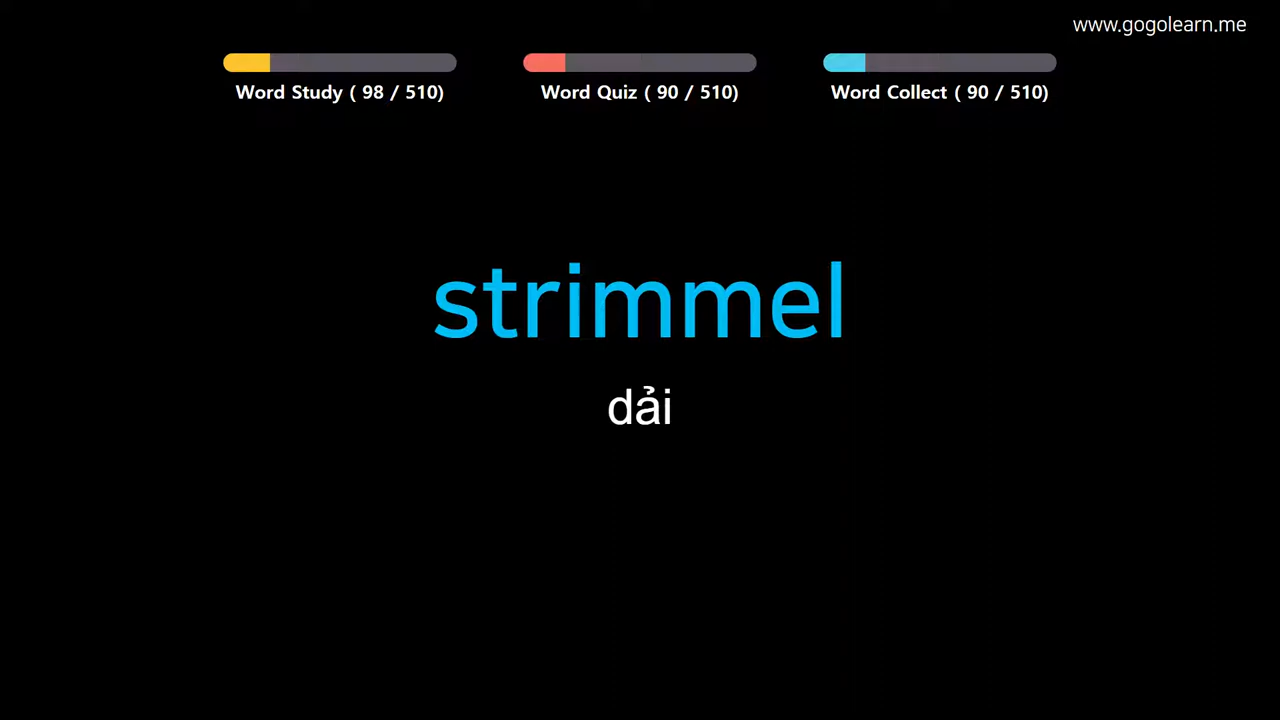 www.gogolearn.me
Word Study ( 98 / 510)
Word Quiz ( 90 / 510)
Word Collect ( 90 / 510)
strimmel
dải